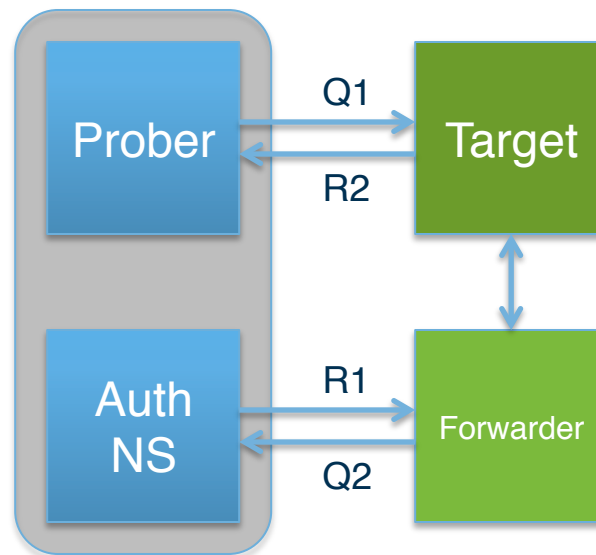 Prober
Q1
R2
Target
Auth
NS
R1
Q2
Forwarder